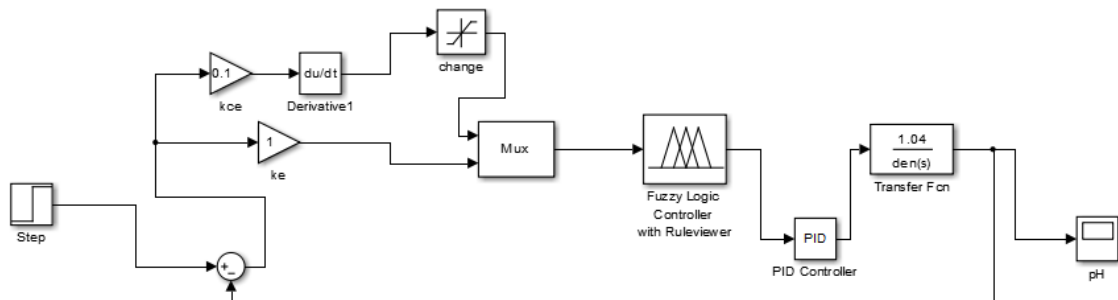 0.1
kce
du/dt
Derivative1
change
1
ke
Mux
Fuzzy Logic
Controller
with Ruleviewer
PID
PID Controller
1.04
den(s)
Transfer Fcn
Step
+
−
pH